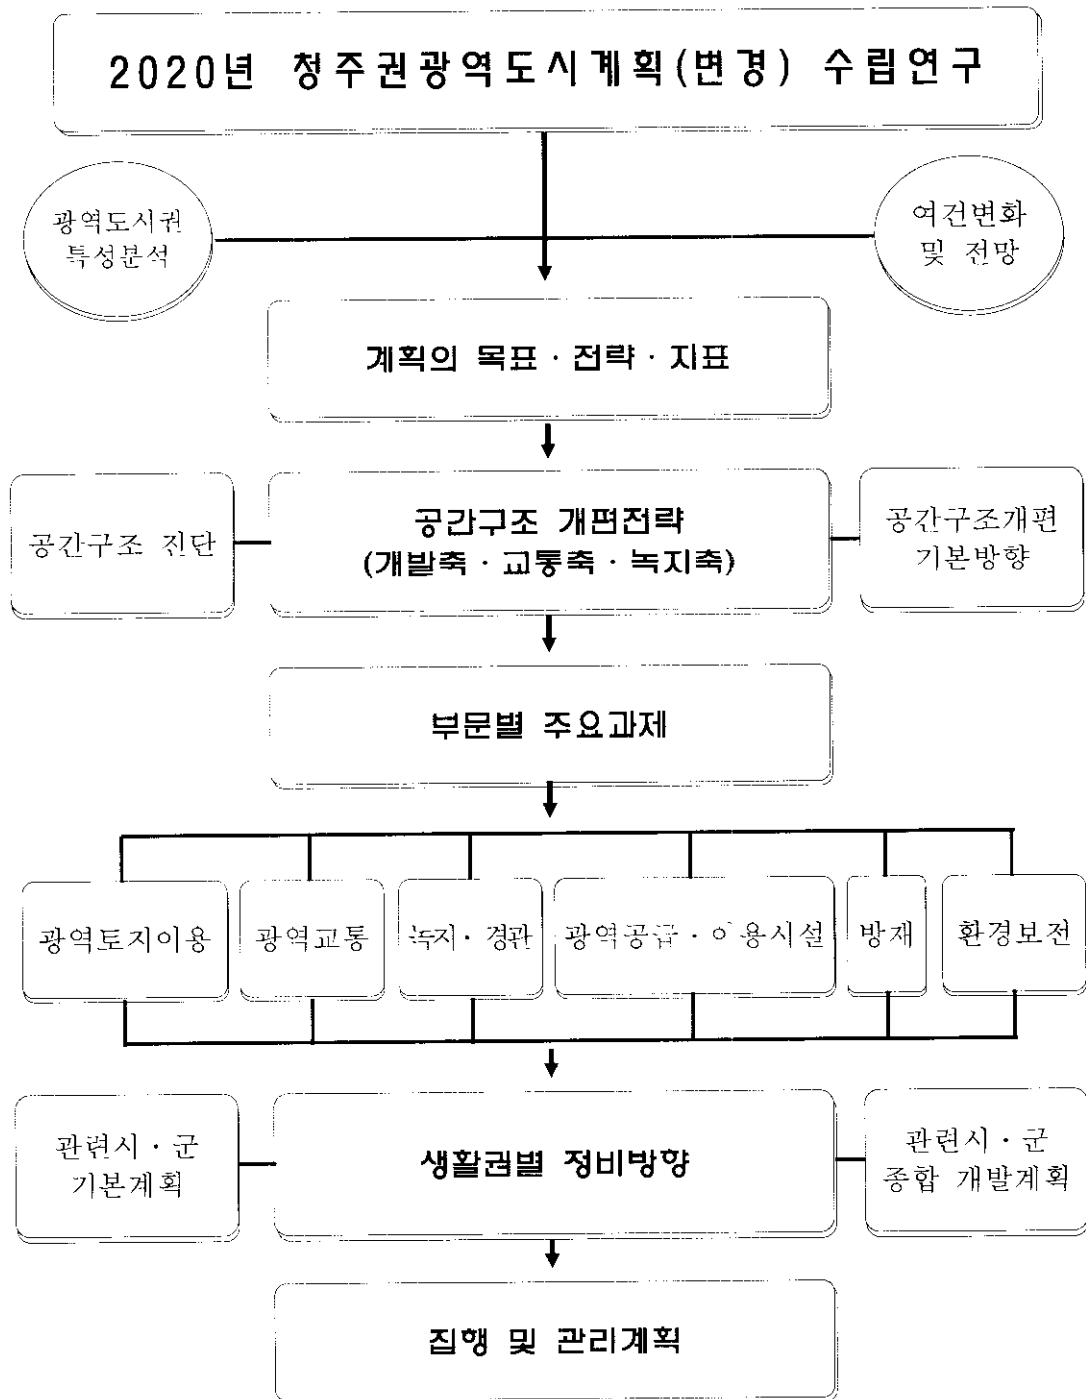 2020년 청주권광역도시계획(변경) 수립연구
광역도시권
특성분석
여건변화
및 전망
계획의 목표 · 전략 · 지표
공간구조 진단
공간구조 개편전략
(개발축 · 교통축 · 녹지축)
공간구조개편
기본방향
부문별 주요과제
광역토지이용
광역교통
녹지 · 경관
광역공급 · 이용시설
방재
환경보전
관련시 · 군
기본계획
생활권별 정비방향
관련시 · 군
종합 개발계획
집행 및 관리계획